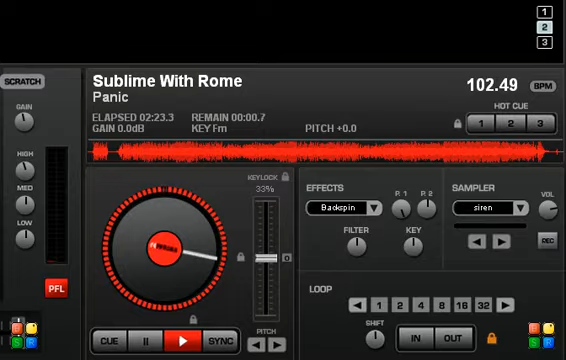 1
2
3
SCRATCH
Sublime With Rome
102.49 BPM
Panic
ELAPSED 02:23.3 REMAIN 00:00.7
GAIN 0.0dB KEY Fm PITCH +0.0
HOT CUE
1 2 3
GAIN
HIGH
MED
LOW
PFL
KEYLOCK
33%
EFFECTS
P. 1 P. 2
Backspin
FILTER KEY
SAMPLER
VOL
siren
REC
LOOP
1 2 4 8 16 32
SHIFT
IN OUT
CUE SYNC
PITCH